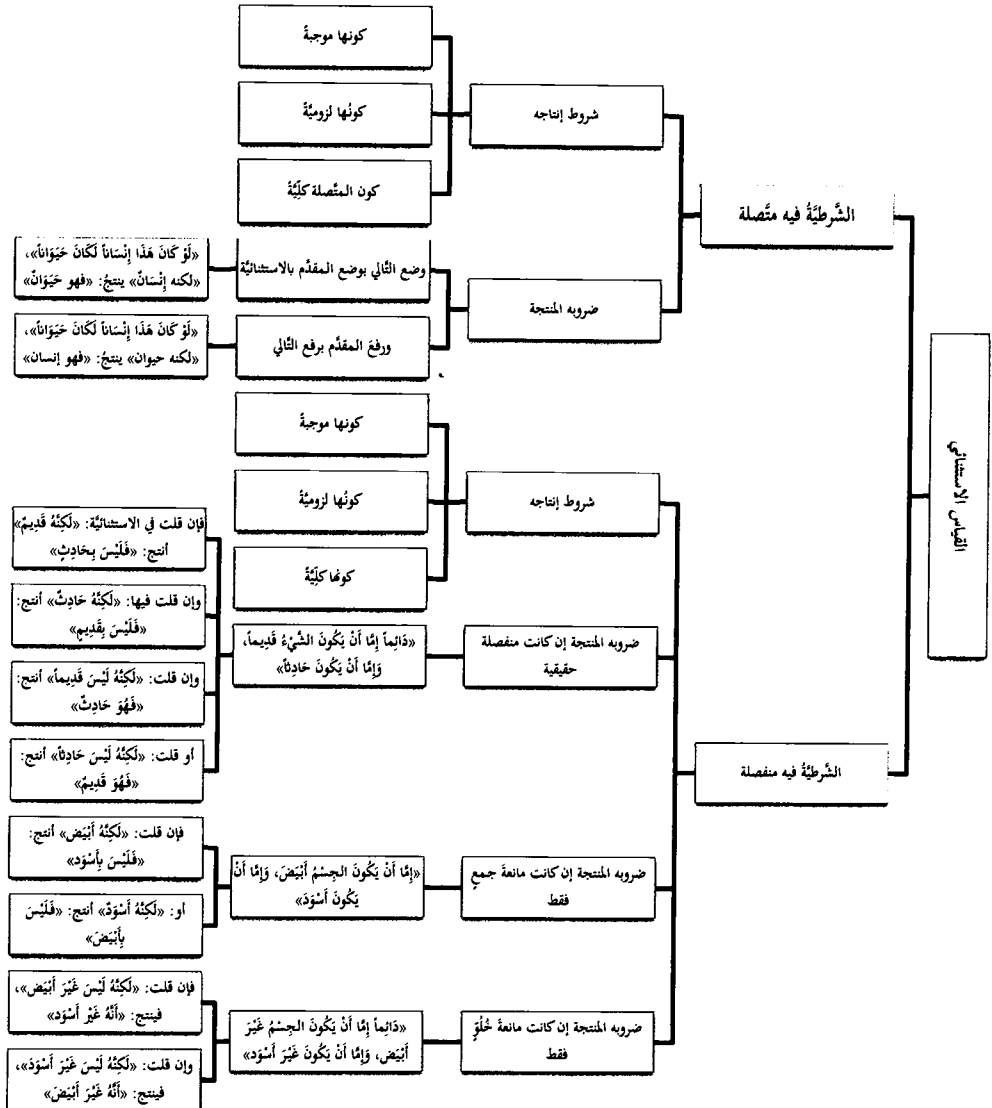 القياس الاستثنائي
الشَّرطيَّةُ فيه متَّصلة
شروط إنتاجه
كونها موجبةً
كونُها لزوميَّةً
كون المتَّصلة كلِّيَّةً
ضروبه المنتجة
وضع التَّالي بوضع المقدَّم بالاستثنائيَّة
«لَوْ كَانَ هَذَا إِنْسَاناً لَكَانَ حَيَوَاناً»،
«لكنه إِنْسَانٌ» ينتجُ: «فهو حَيَوَانٌ»
ورفعَ المقدَّم برفع التَّالي
«لَوْ كَانَ هَذَا إِنْسَاناً لَكَانَ حَيَوَاناً»،
«لكنه حيوان» ينتجُ: «فهو إنسان»
الشَّرطيَّةُ فيه منفصلة
شروط إنتاجه
كونها موجبةً
كونُها لزوميَّةً
كونها كلِّيَّةً
ضروبه المنتجة إن كانت منفصلة
حقيقية
«دَائِماً إِمَّا أَنْ يَكُونَ الشَّيْءُ قَدِيماً،
وَإِمَّا أَنْ يَكُونَ حَادِثاً»
فإن قلت في الاستثنائيَّة: «لَكِنَّهُ قَدِيمٌ»
أنتج: «فَلَيْسَ بِحَادِثٍ»
وإن قلت فيها: «لَكِنَّهُ حَادِثٌ» أنتج:
«فَلَيْسَ بِقَدِيمٍ»
وإن قلت: «لَكِنَّهُ لَيْسَ قَدِيماً» أنتج:
«فَهُوَ حَادِثٌ»
أو قلت: «لَكِنَّهُ لَيْسَ حَادِثاً» أنتج:
«فَهُوَ قَدِيمٌ»
ضروبه المنتجة إن كانت مانعةَ جمعٍ
فقط
«إِمَّا أَنْ يَكُونَ الجِسْمُ أَبْيَضَ، وَإِمَّا أَنْ
يَكُونَ أَسْوَدَ»
فإن قلت: «لَكِنَّهُ أَبْيَض» أنتج:
«فَلَيْسَ بِأَسْوَد»
أو: «لَكِنَّهُ أَسْوَدُ» أنتج: «فَلَيْسَ
بِأَبْيَضَ»
ضروبه المنتجة إن كانت مانعةَ خُلُوٍّ
فقط
«دَائِماً إِمَّا أَنْ يَكُونَ الجِسْمُ غَيْرَ
أَبْيَضَ، وَإِمَّا أَنْ يَكُونَ غَيْرَ أَسْوَد»
فإن قلت: «لَكِنَّهُ لَيْسَ غَيْرَ أَبْيَض»،
فينتج: «أَنَّهُ غَيْر أَسْوَد»
وإن قلت: «لَكِنَّهُ لَيْسَ غَيْرَ أَسْوَدَ»،
فينتج: «أَنَّهُ غَيْر أَبْيَضَ»